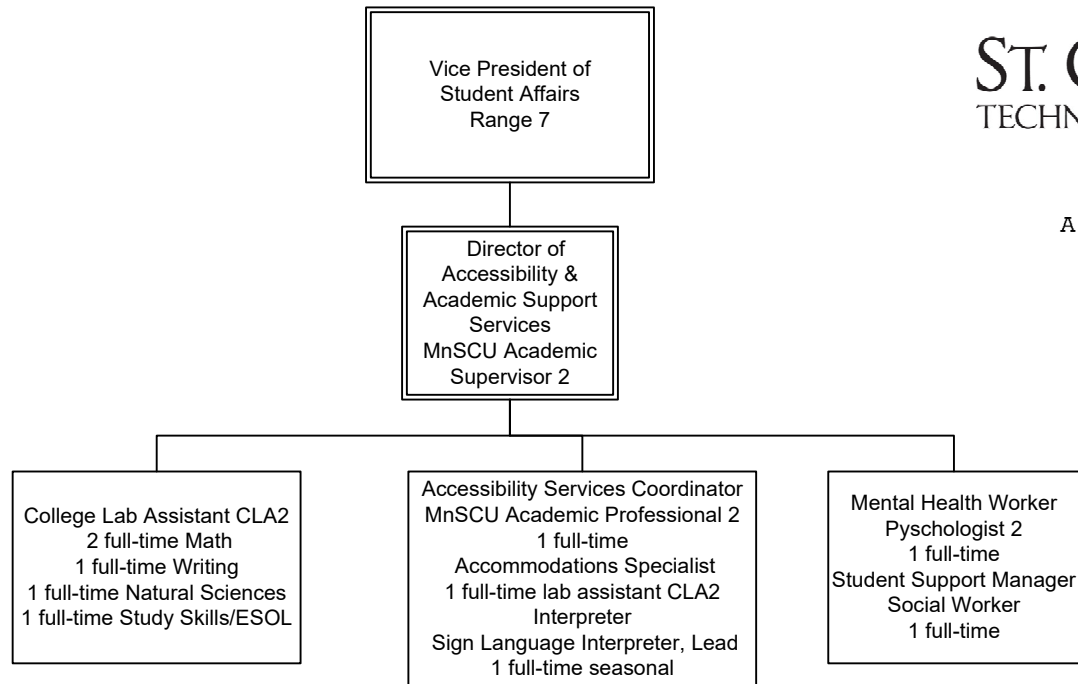 Vice President of
Student Affairs
Range 7
ST.
TECHN
A
Director of
Accessibility &
Academic Support
Services
MnSCU Academic
Supervisor 2
College Lab Assistant CLA2
2 full-time Math
1 full-time Writing
1 full-time Natural Sciences
1 full-time Study Skills/ESOL
Accessibility Services Coordinator
MnSCU Academic Professional 2
1 full-time
Accommodations Specialist
1 full-time lab assistant CLA2
Interpreter
Sign Language Interpreter, Lead
1 full-time seasonal
Mental Health Worker
Pyschologist 2
1 full-time
Student Support Manager
Social Worker
1 full-time